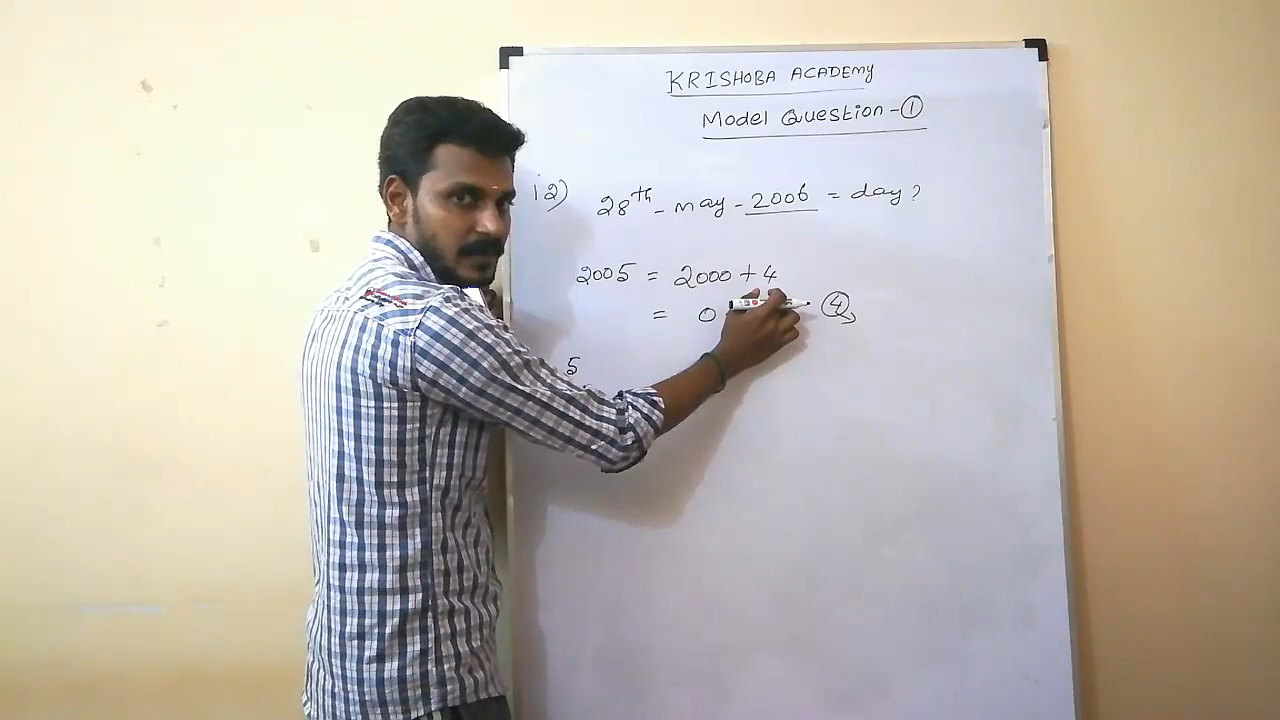 KRISHOBA ACADEMY
Model Question - ①
12) 28th - may - 2006 = day?
2005 = 2000 + 4
= 0 ④
5